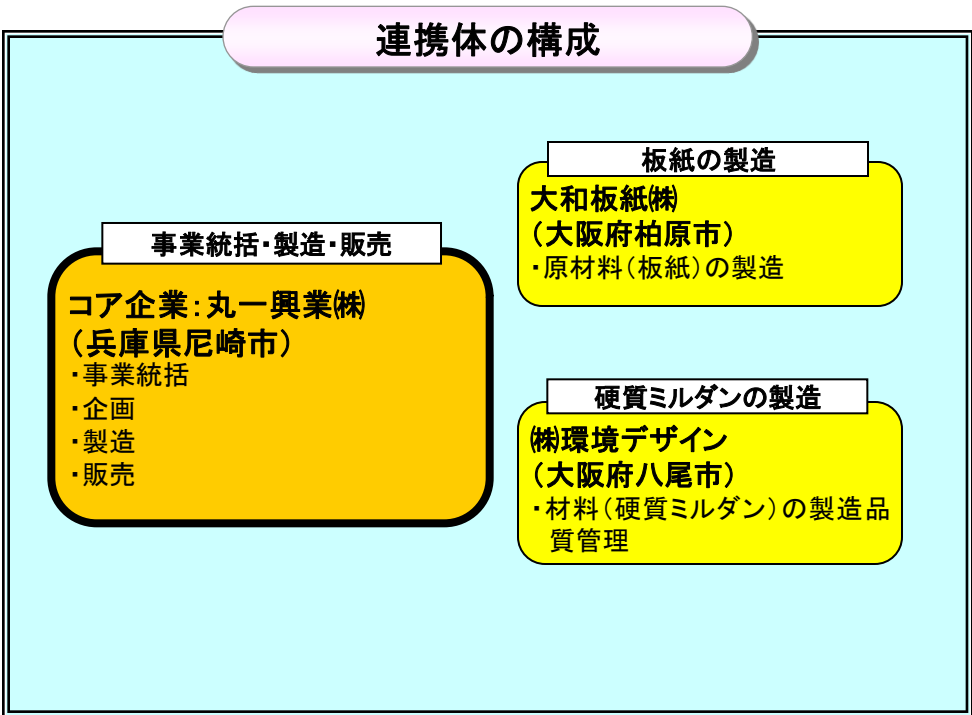 連携体の構成
事業統括・製造・販売
コア企業：丸一興業㈱
（兵庫県尼崎市）
・事業統括
・企画
・製造
・販売
板紙の製造
大和板紙㈱
（大阪府柏原市）
・原材料（板紙）の製造
硬質ミルダンの製造
㈱環境デザイン
（大阪府八尾市）
・材料（硬質ミルダン）の製造品
質管理